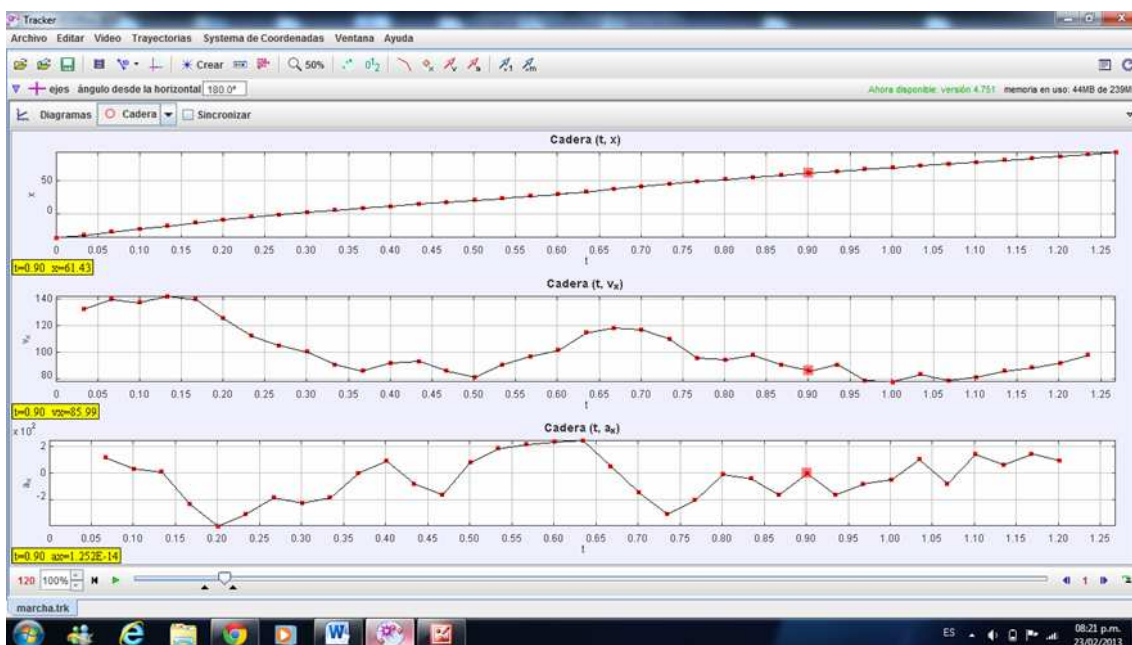 Tracker
Archivo Editar Video Trayectorias Systema de Coordenadas Ventana Ayuda
Crear 50%
ejes ángulo desde la horizontal 180.0° Ahora disponible: versión 4.751 memoria en uso: 44MB de 239M
Diagramas Cadera Sincronizar
Cadera (t, x)
x
50
0
0 0.05 0.10 0.15 0.20 0.25 0.30 0.35 0.40 0.45 0.50 0.55 0.60 0.65 0.70 0.75 0.80 0.85 0.90 0.95 1.00 1.05 1.10 1.15 1.20 1.25
t
t=0.90 x=61.43
Cadera (t, vₓ)
vₓ
140
120
100
80
0 0.05 0.10 0.15 0.20 0.25 0.30 0.35 0.40 0.45 0.50 0.55 0.60 0.65 0.70 0.75 0.80 0.85 0.90 0.95 1.00 1.05 1.10 1.15 1.20 1.25
t
t=0.90 vx=85.99
Cadera (t, aₓ)
x 10²
aₓ
2
0
-2
0 0.05 0.10 0.15 0.20 0.25 0.30 0.35 0.40 0.45 0.50 0.55 0.60 0.65 0.70 0.75 0.80 0.85 0.90 0.95 1.00 1.05 1.10 1.15 1.20 1.25
t
t=0.90 ax=1.252E-14
120 100% 1
marcha.trk
ES 08:21 p.m.
23/02/2013